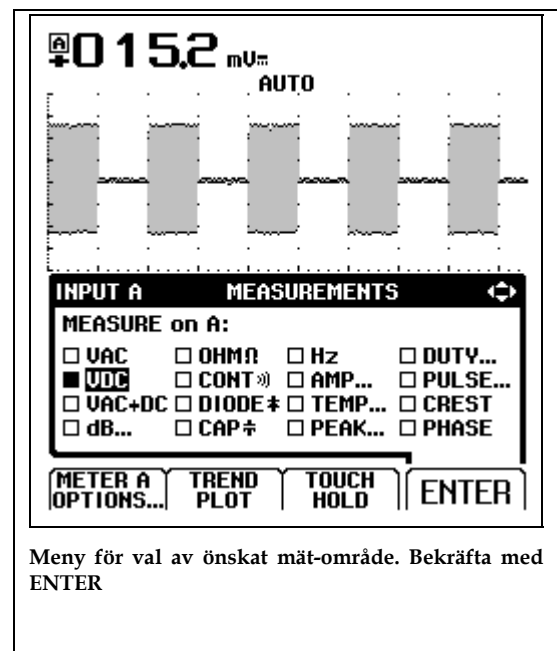 A 015.2 mV
AUTO
INPUT A MEASUREMENTS
MEASURE on A:
VAC OHMΩ Hz DUTY...
VDC CONT AMP... PULSE...
VAC+DC DIODE TEMP... CREST
dB... CAP PEAK... PHASE
METER A OPTIONS... TREND PLOT TOUCH HOLD ENTER
Meny för val av önskat mät-område. Bekräfta med
ENTER